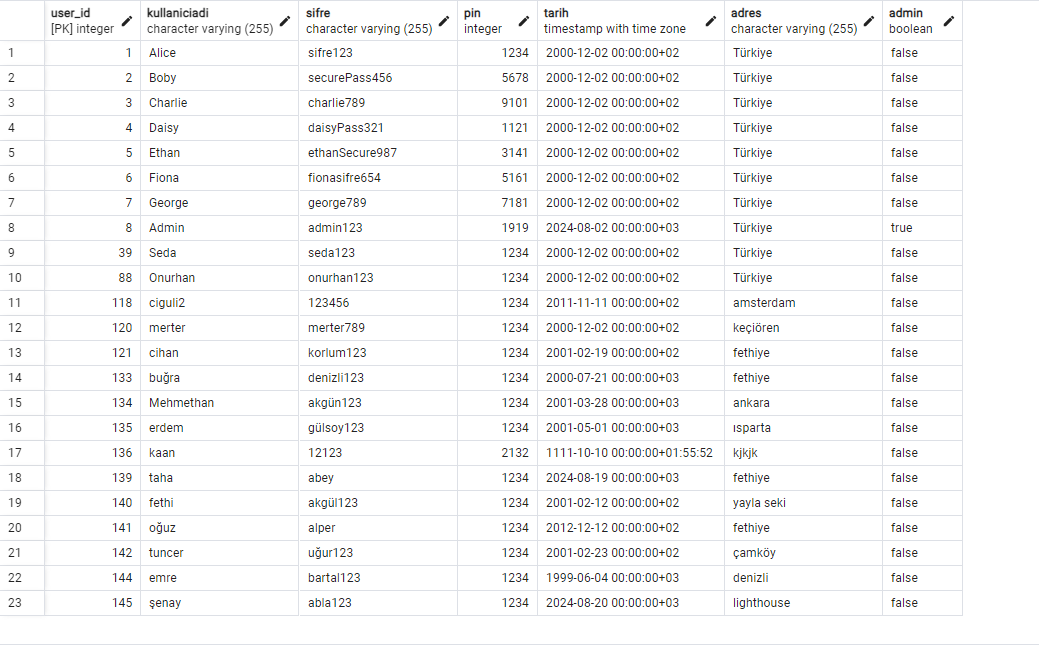 user_id kullaniciadi sifre pin tarih adres admin
[PK] integer character varying (255) character varying (255) integer timestamp with time zone character varying (255) boolean
1 1 Alice sifre123 1234 2000-12-02 00:00:00+02 Türkiye false
2 2 Boby securePass456 5678 2000-12-02 00:00:00+02 Türkiye false
3 3 Charlie charlie789 9101 2000-12-02 00:00:00+02 Türkiye false
4 4 Daisy daisyPass321 1121 2000-12-02 00:00:00+02 Türkiye false
5 5 Ethan ethanSecure987 3141 2000-12-02 00:00:00+02 Türkiye false
6 6 Fiona fionasifre654 5161 2000-12-02 00:00:00+02 Türkiye false
7 7 George george789 7181 2000-12-02 00:00:00+02 Türkiye false
8 8 Admin admin123 1919 2024-08-02 00:00:00+03 Türkiye true
9 39 Seda seda123 1234 2000-12-02 00:00:00+02 Türkiye false
10 88 Onurhan onurhan123 1234 2000-12-02 00:00:00+02 Türkiye false
11 118 ciguli2 123456 1234 2011-11-11 00:00:00+02 amsterdam false
12 120 merter merter789 1234 2000-12-02 00:00:00+02 keçiören false
13 121 cihan korlum123 1234 2001-02-19 00:00:00+02 fethiye false
14 133 buğra denizli123 1234 2000-07-21 00:00:00+03 fethiye false
15 134 Mehmethan akgün123 1234 2001-03-28 00:00:00+03 ankara false
16 135 erdem gülsoy123 1234 2001-05-01 00:00:00+03 ısparta false
17 136 kaan 12123 2132 1111-10-10 00:00:00+01:55:52 kjkjk false
18 139 taha abey 1234 2024-08-19 00:00:00+03 fethiye false
19 140 fethi akgül123 1234 2001-02-12 00:00:00+02 yayla seki false
20 141 oğuz alper 1234 2012-12-12 00:00:00+02 fethiye false
21 142 tuncer uğur123 1234 2001-02-23 00:00:00+02 çamköy false
22 144 emre bartal123 1234 1999-06-04 00:00:00+03 denizli false
23 145 şenay abla123 1234 2024-08-20 00:00:00+03 lighthouse false